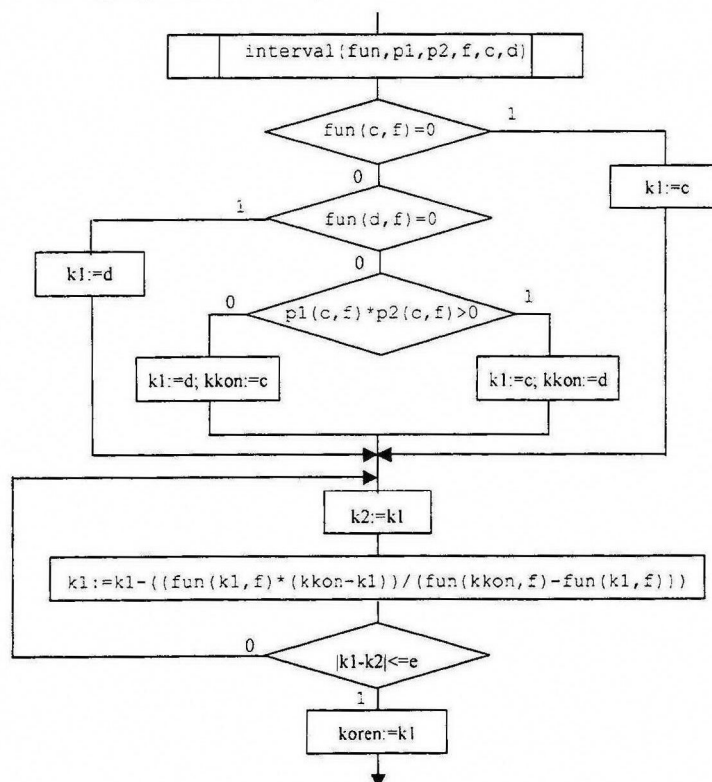 interval(fun,p1,p2,f,c,d)
fun(c,f)=0
1
0
k1:=c
fun(d,f)=0
1
0
k1:=d
p1(c,f)*p2(c,f)>0
0
1
k1:=d; kkon:=c
k1:=c; kkon:=d
k2:=k1
k1:=k1-((fun(k1,f)*(kkon-k1))/(fun(kkon,f)-fun(k1,f)))
|k1-k2|<=e
0
1
koren:=k1